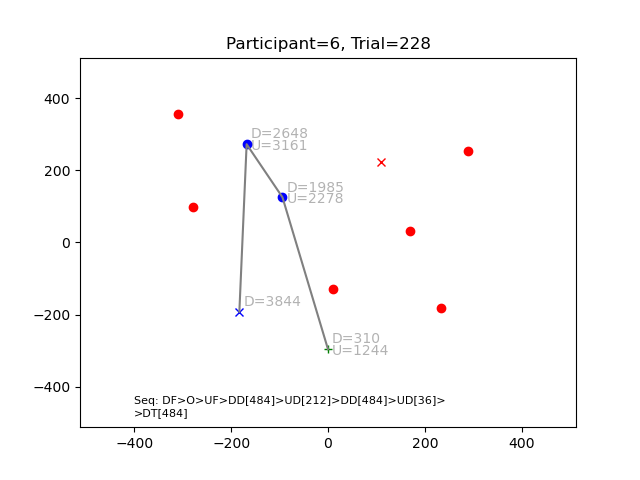 Participant=6, Trial=228
400
200
0
−200
−400
D=2648
U=3161
D=1985
U=2278
D=3844
D=310
U=1244
Seq: DF>O>UF>DD[484]>UD[212]>DD[484]>UD[36]>
>DT[484]
−400
−200
0
200
400